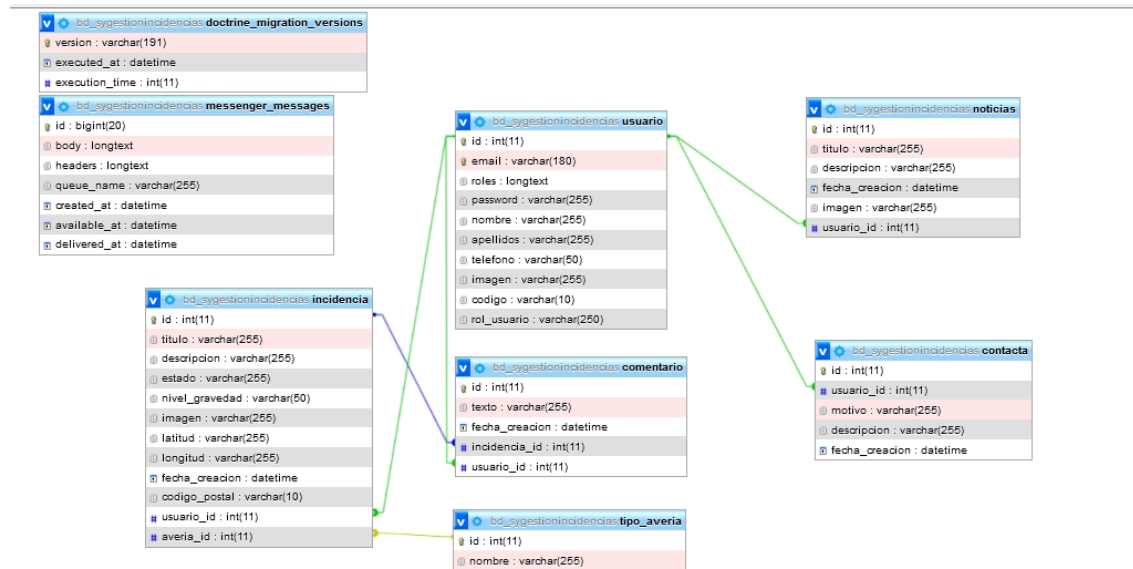 bd_sygestionincidencias doctrine_migration_versions
version : varchar(191)
executed_at : datetime
execution_time : int(11)
bd_sygestionincidencias messenger_messages
id : bigint(20)
body : longtext
headers : longtext
queue_name : varchar(255)
created_at : datetime
available_at : datetime
delivered_at : datetime
bd_sygestionincidencias usuario
id : int(11)
email : varchar(180)
roles : longtext
password : varchar(255)
nombre : varchar(255)
apellidos : varchar(255)
telefono : varchar(50)
imagen : varchar(255)
codigo : varchar(10)
rol_usuario : varchar(250)
bd_sygestionincidencias noticias
id : int(11)
titulo : varchar(255)
descripcion : varchar(255)
fecha_creacion : datetime
imagen : varchar(255)
usuario_id : int(11)
bd_sygestionincidencias incidencia
id : int(11)
titulo : varchar(255)
descripcion : varchar(255)
estado : varchar(255)
nivel_gravedad : varchar(50)
imagen : varchar(255)
latitud : varchar(255)
longitud : varchar(255)
fecha_creacion : datetime
codigo_postal : varchar(10)
usuario_id : int(11)
averia_id : int(11)
bd_sygestionincidencias comentario
id : int(11)
texto : varchar(255)
fecha_creacion : datetime
incidencia_id : int(11)
usuario_id : int(11)
bd_sygestionincidencias contacta
id : int(11)
usuario_id : int(11)
motivo : varchar(255)
descripcion : varchar(255)
fecha_creacion : datetime
bd_sygestionincidencias tipo_averia
id : int(11)
nombre : varchar(255)